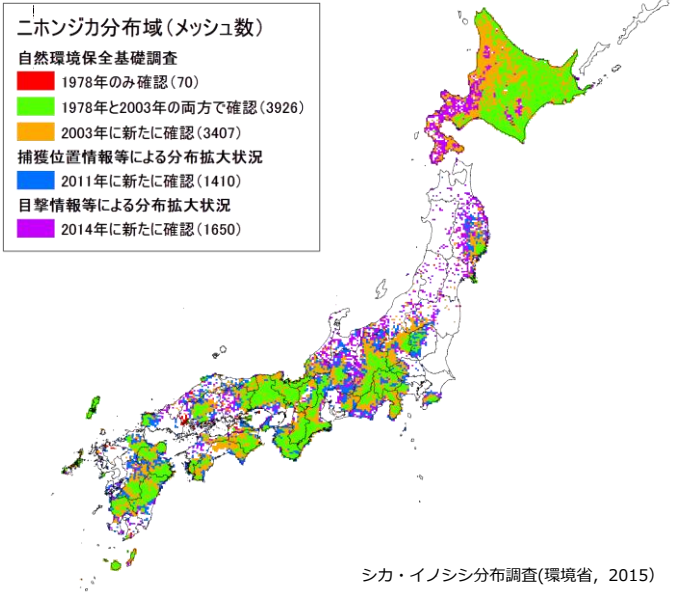 ニホンジカ分布域（メッシュ数）
自然環境保全基礎調査
1978年のみ確認（70）
1978年と2003年の両方で確認（3926）
2003年に新たに確認（3407）
捕獲位置情報等による分布拡大状況
2011年に新たに確認（1410）
目撃情報等による分布拡大状況
2014年に新たに確認（1650）
シカ・イノシシ分布調査(環境省，2015）